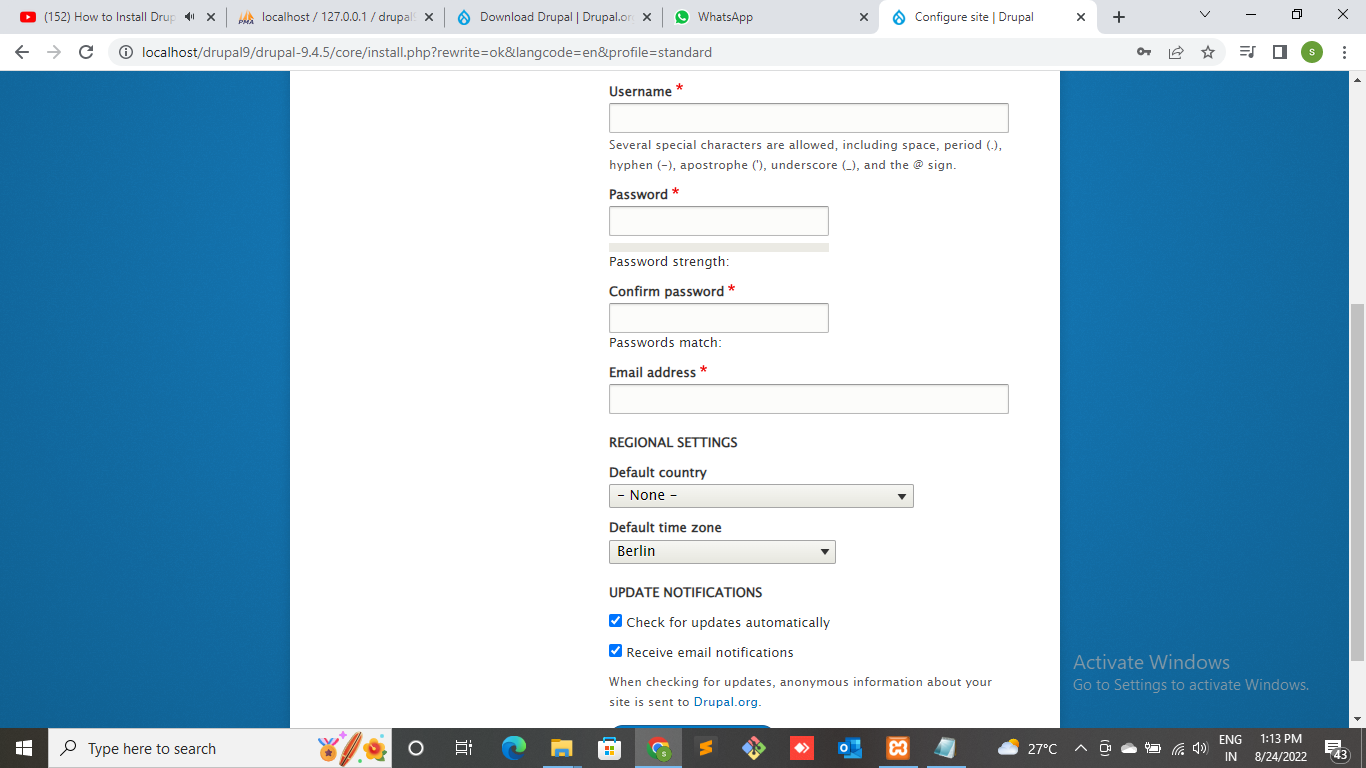 (152) How to Install Drup
localhost / 127.0.0.1 / drupal
Download Drupal | Drupal.or
WhatsApp
Configure site | Drupal
localhost/drupal9/drupal-9.4.5/core/install.php?rewrite=ok&langcode=en&profile=standard
S
Username *
Several special characters are allowed, including space, period (.),
hyphen (-), apostrophe ('), underscore (_), and the @ sign.
Password *
Password strength:
Confirm password *
Passwords match:
Email address *
REGIONAL SETTINGS
Default country
- None -
Default time zone
Berlin
UPDATE NOTIFICATIONS
Check for updates automatically
Receive email notifications
When checking for updates, anonymous information about your
site is sent to Drupal.org.
Activate Windows
Go to Settings to activate Windows.
Type here to search
27°C
ENG
IN
1:13 PM
8/24/2022
43